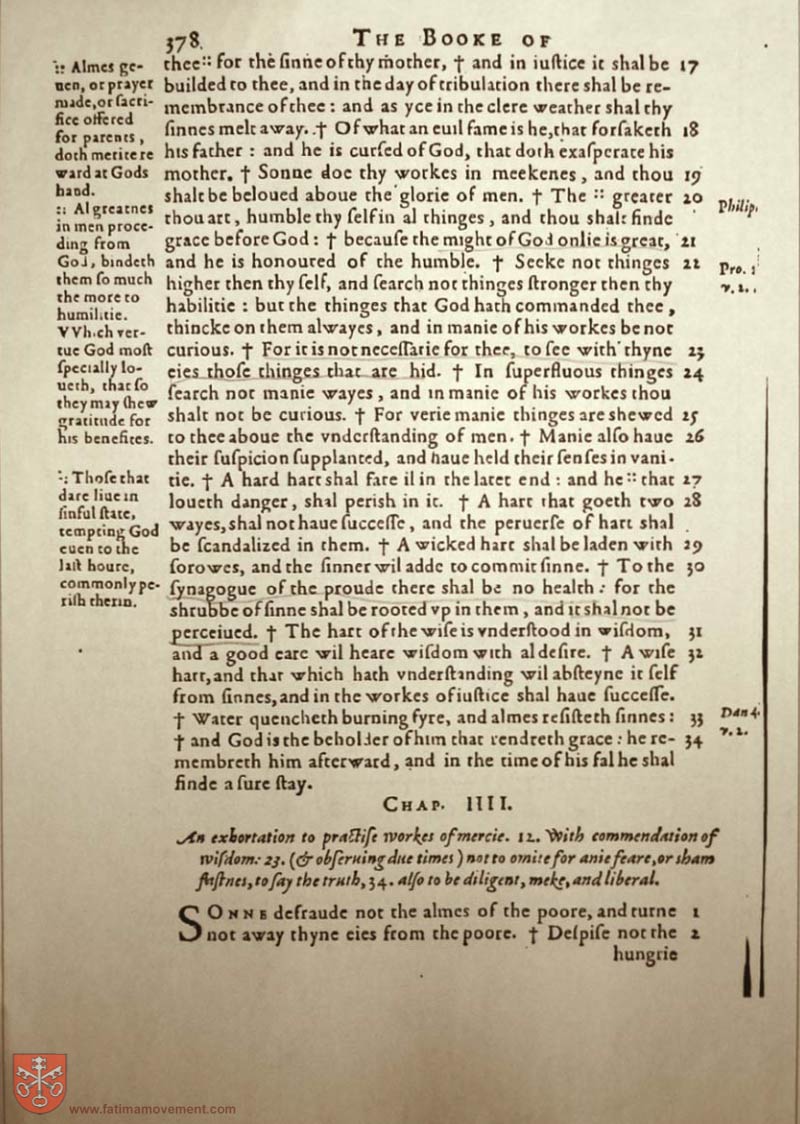 378.
THE BOOKE OF
thee :: for the ſinne of thy mother, † and in iuſtice it shal be 17
builded to thee, and in the day of tribulation there shal be re-
membrance of thee : and as yce in the clere weather shal thy
ſinnes melt away. † Of what an euil fame is he, that forſaketh 18
his father : and he is curſed of God, that doth exaſperate his
mother. † Sonne doe thy workes in meekenes, and thou 19
shalt be beloued aboue the glorie of men. † The :: greater 20
thou art, humble thy ſelf in al thinges, and thou shalt finde
grace before God : † becauſe the might of God onlie is great, 21
and he is honoured of the humble. † Seeke not thinges 22
higher then thy ſelf, and ſearch not thinges ſtronger then thy
habilitie : but the thinges that God hath commanded thee,
thincke on them alwayes, and in manie of his workes be not
curious. † For it is not neceſſarie for thee, to ſee with thyne 23
eies thoſe thinges that are hid. † In ſuperfluous thinges 24
ſearch not manie wayes, and in manie of his workes thou
shalt not be curious. † For verie manie thinges are shewed 25
to thee aboue the vnderſtanding of men. † Manie alſo haue 26
their ſuſpicion ſupplanted, and haue held their ſenſes in vani-
tie. † A hard hart shal fare il in the later end : and he :: that 27
loueth danger, shal perish in it. † A hart that goeth two 28
wayes, shal not haue ſucceſſe, and the peruerſe of hart shal
be ſcandalized in them. † A wicked hart shal be laden with 29
ſorowes, and the ſinner wil adde to commit ſinne. † To the 30
ſynagogue of the proude there shal be no health : for the
shrubbe of ſinne shal be rooted vp in them, and it shal not be
perceiued. † The hart of the wiſe is vnderſtood in wiſdom, 31
and a good eare wil heare wiſdom with al deſire. † A wiſe 32
hart, and that which hath vnderſtanding wil abſteyne it ſelf
from ſinnes, and in the workes of iuſtice shal haue ſucceſſe.
† Water quencheth burning fyre, and almes reſiſteth ſinnes : 33
† and God is the beholder of him that rendreth grace : he re- 34
membreth him afterward, and in the time of his fal he shal
finde a ſure ſtay.
:: Almes ge-
uen, or prayer
made, or ſacri-
fice offered
for parents,
doth merite re
ward at Gods
hand.
:: Al greatnes
in men proce-
ding from
God, bindeth
them ſo much
the more to
humilitie.
VVhich ver-
tue God moſt
ſpecially lo-
ueth, that ſo
they may shew
gratitude for
his benefites.
:: Thoſe that
dare liue in
ſinful ſtate,
tempting God
euen to the
laſt houre,
commonly pe-
rish therin.
Philip.
Pro.
v. 2.
Dan 4.
v. 2.
CHAP. IIII.
An exhortation to practiſe workes of mercie. 12. With commendation of
wiſdom: 23. (& obſeruing due times) not to omite for anie feare, or sham
faſtnes, to ſay the truth, 34. alſo to be diligent, meke, and liberal.
SONNE defraude not the almes of the poore, and turne 1
not away thyne eies from the poore. † Deſpiſe not the 2
hungrie
www.fatimamovement.com